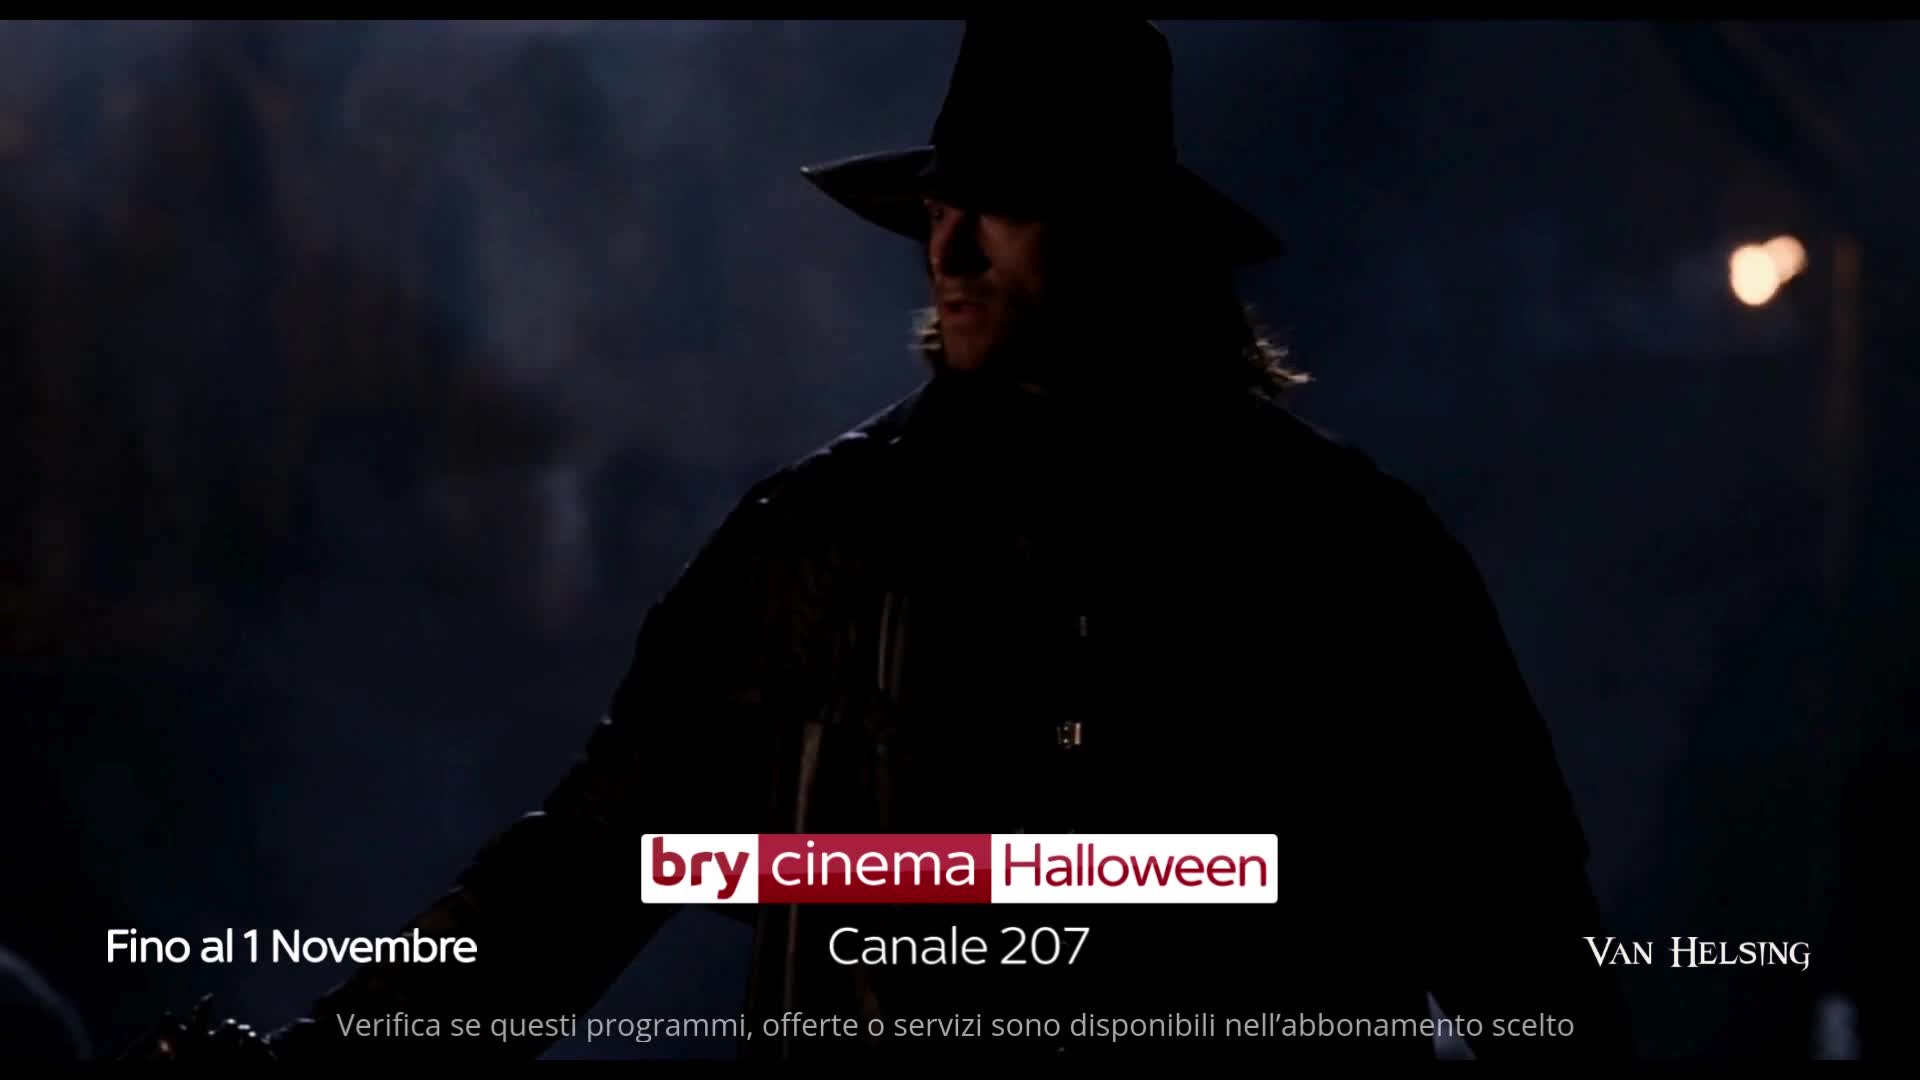 bry cinema Halloween
Fino al 1 Novembre
Canale 207
VAN HELSING
Verifica se questi programmi, offerte o servizi sono disponibili nell’abbonamento scelto